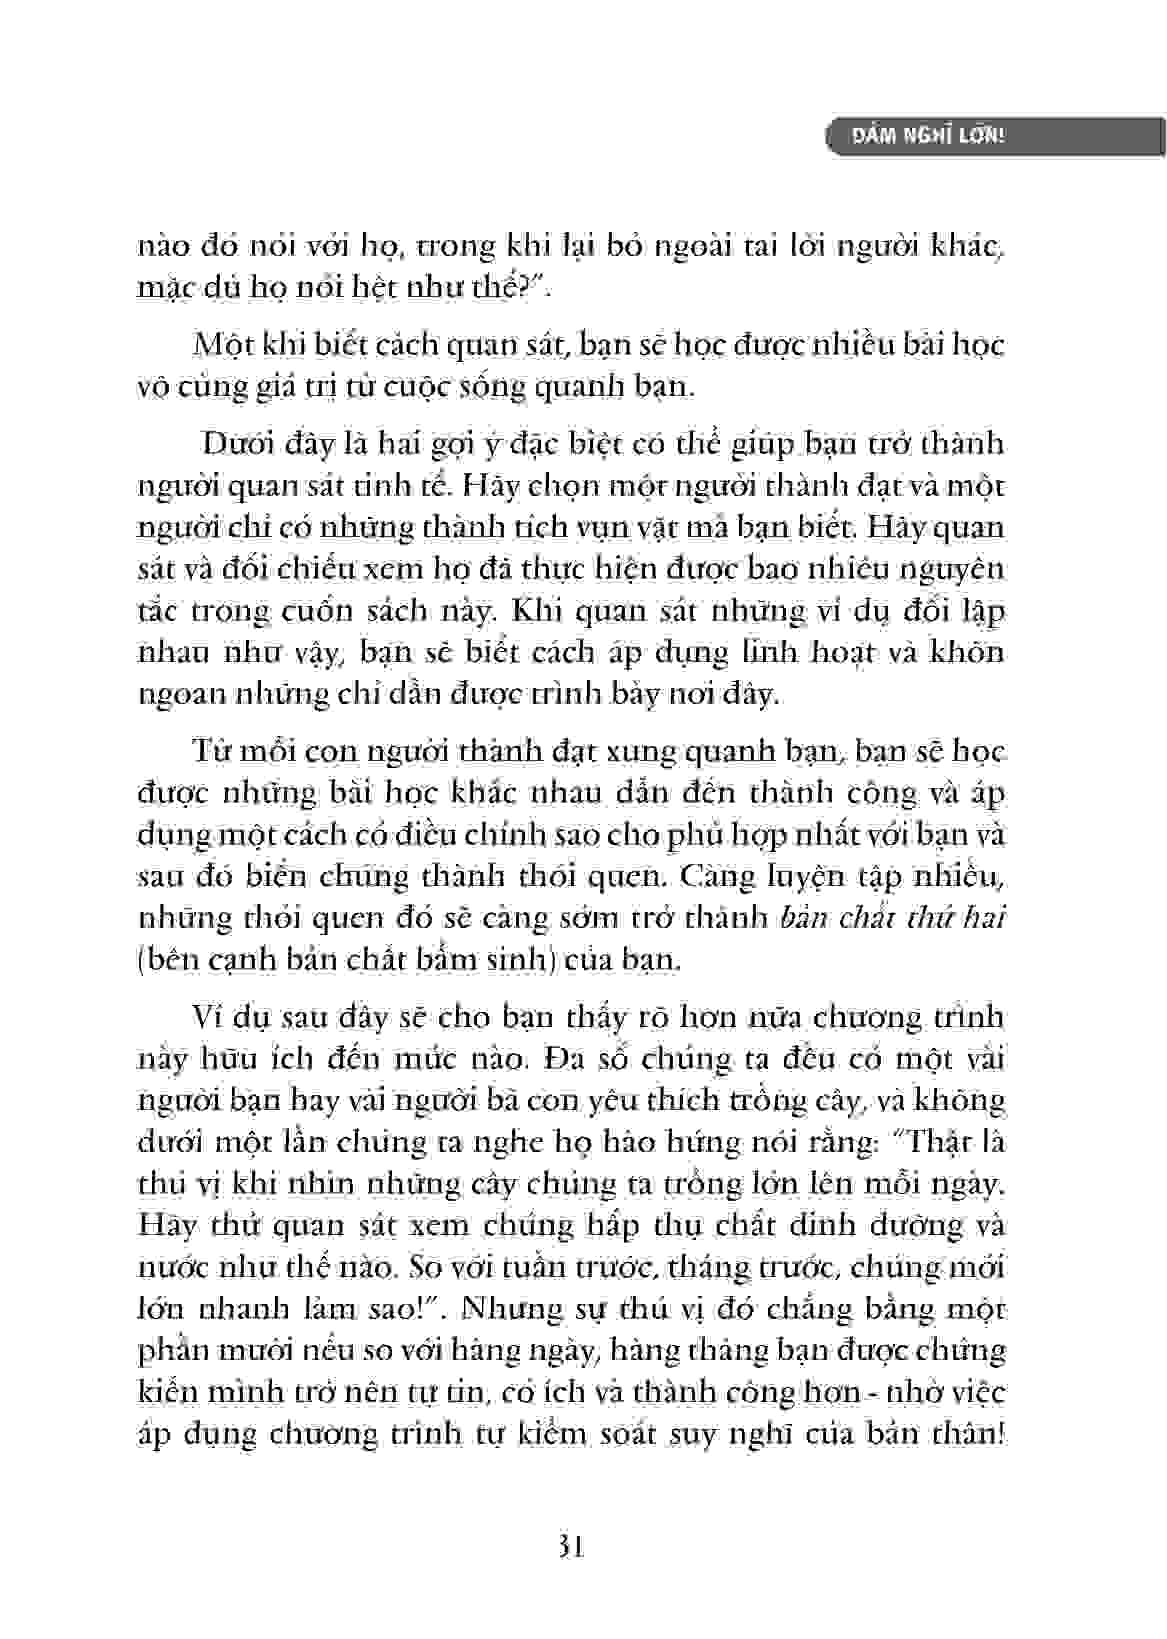 DÁM NGHĨ LỚN!
nào đó nói với họ, trong khi lại bỏ ngoài tai lời người khác,
mặc dù họ nói hệt như thế?”.
Một khi biết cách quan sát, bạn sẽ học được nhiều bài học
vô cùng giá trị từ cuộc sống quanh bạn.
Dưới đây là hai gợi ý đặc biệt có thể giúp bạn trở thành
người quan sát tinh tế. Hãy chọn một người thành đạt và một
người chỉ có những thành tích vụn vặt mà bạn biết. Hãy quan
sát và đối chiếu xem họ đã thực hiện được bao nhiêu nguyên
tắc trong cuốn sách này. Khi quan sát những ví dụ đối lập
nhau như vậy, bạn sẽ biết cách áp dụng linh hoạt và khôn
ngoan những chỉ dẫn được trình bày nơi đây.
Từ mỗi con người thành đạt xung quanh bạn, bạn sẽ học
được những bài học khác nhau dẫn đến thành công và áp
dụng một cách có điều chỉnh sao cho phù hợp nhất với bạn và
sau đó biến chúng thành thói quen. Càng luyện tập nhiều,
những thói quen đó sẽ càng sớm trở thành bản chất thứ hai
(bên cạnh bản chất bẩm sinh) của bạn.
Ví dụ sau đây sẽ cho bạn thấy rõ hơn nữa chương trình
này hữu ích đến mức nào. Đa số chúng ta đều có một vài
người bạn hay vài người bà con yêu thích trồng cây, và không
dưới một lần chúng ta nghe họ hào hứng nói rằng: “Thật là
thú vị khi nhìn những cây chúng ta trồng lớn lên mỗi ngày.
Hãy thử quan sát xem chúng hấp thụ chất dinh dưỡng và
nước như thế nào. So với tuần trước, tháng trước, chúng mới
lớn nhanh làm sao!”. Nhưng sự thú vị đó chẳng bằng một
phần mười nếu so với hàng ngày, hàng tháng bạn được chứng
kiến mình trở nên tự tin, có ích và thành công hơn - nhờ việc
áp dụng chương trình tự kiểm soát suy nghĩ của bản thân!
31